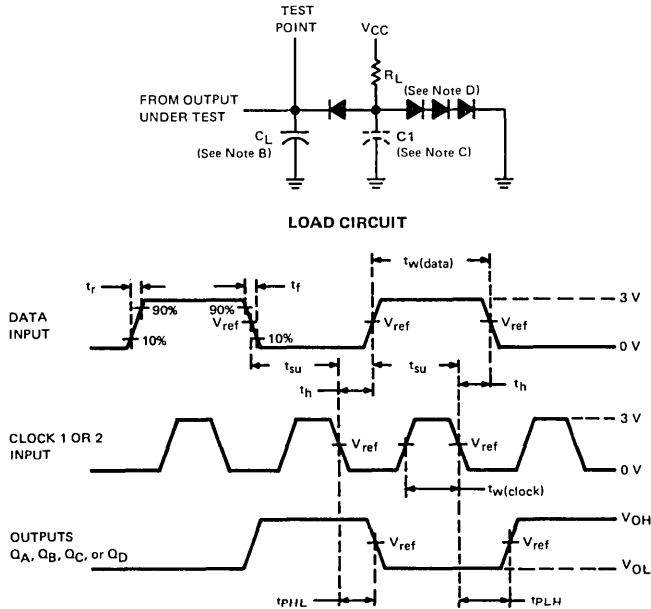 TEST
POINT
VCC
RL
(See Note D)
FROM OUTPUT
UNDER TEST
CL
(See Note B)
C1
(See Note C)
LOAD CIRCUIT
tw(data)
tr
tf
DATA
INPUT
90%
90%
Vref
10%
10%
Vref
Vref
3 V
0 V
tsu
tsu
th
th
CLOCK 1 OR 2
INPUT
Vref
Vref
3 V
0 V
tw(clock)
OUTPUTS
QA, QB, QC, or QD
Vref
Vref
VOH
VOL
tPHL
tPLH